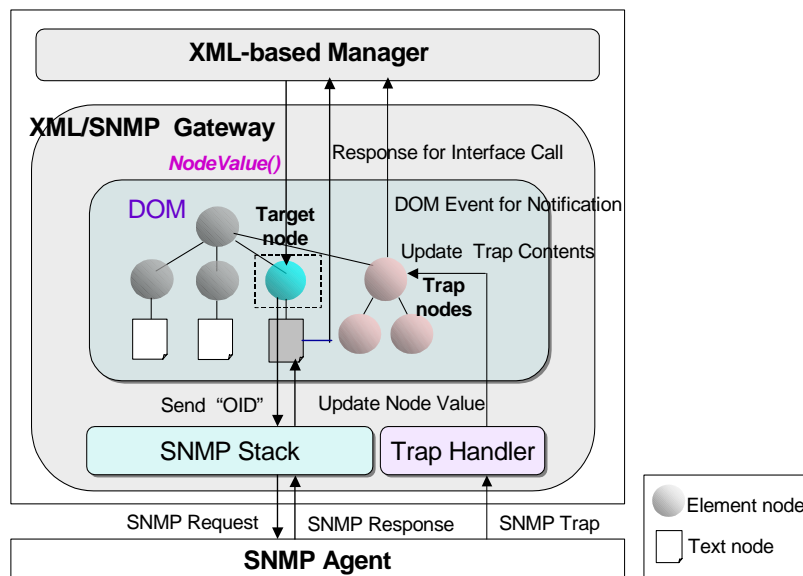 XML-based Manager
XML/SNMP Gateway
NodeValue()
Response for Interface Call
DOM
Target
node
DOM Event for Notification
Update Trap Contents
Trap
nodes
Send "OID"
Update Node Value
SNMP Stack
Trap Handler
SNMP Request
SNMP Response
SNMP Trap
SNMP Agent
Element node
Text node